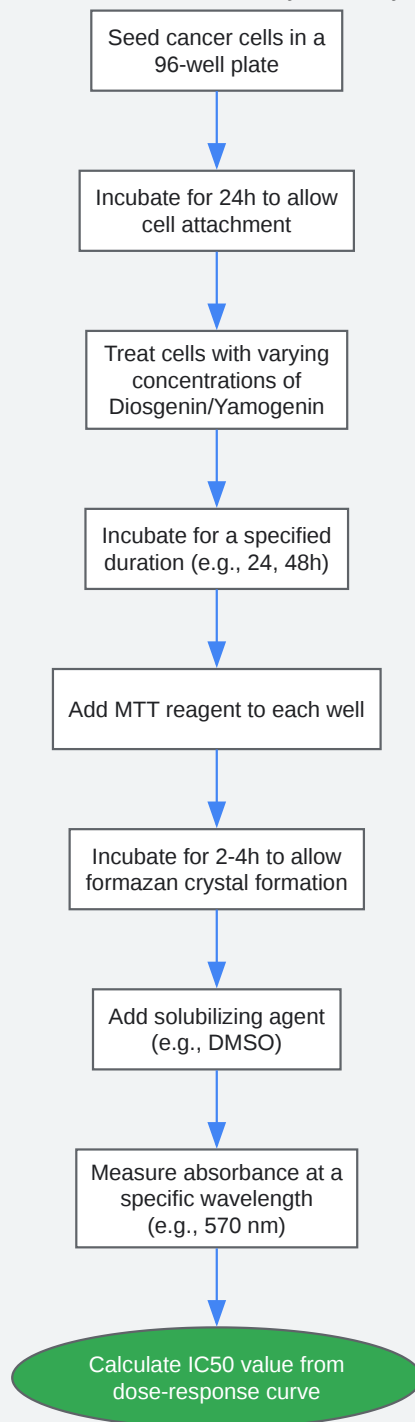 Seed cancer cells in a
96-well plate
Incubate for 24h to allow
cell attachment
Treat cells with varying
concentrations of
Diosgenin/Yamogenin
Incubate for a specified
duration (e.g., 24, 48h)
Add MTT reagent to each well
Incubate for 2-4h to allow
formazan crystal formation
Add solubilizing agent
(e.g., DMSO)
Measure absorbance at a
specific wavelength
(e.g., 570 nm)
Calculate IC50 value from
dose-response curve